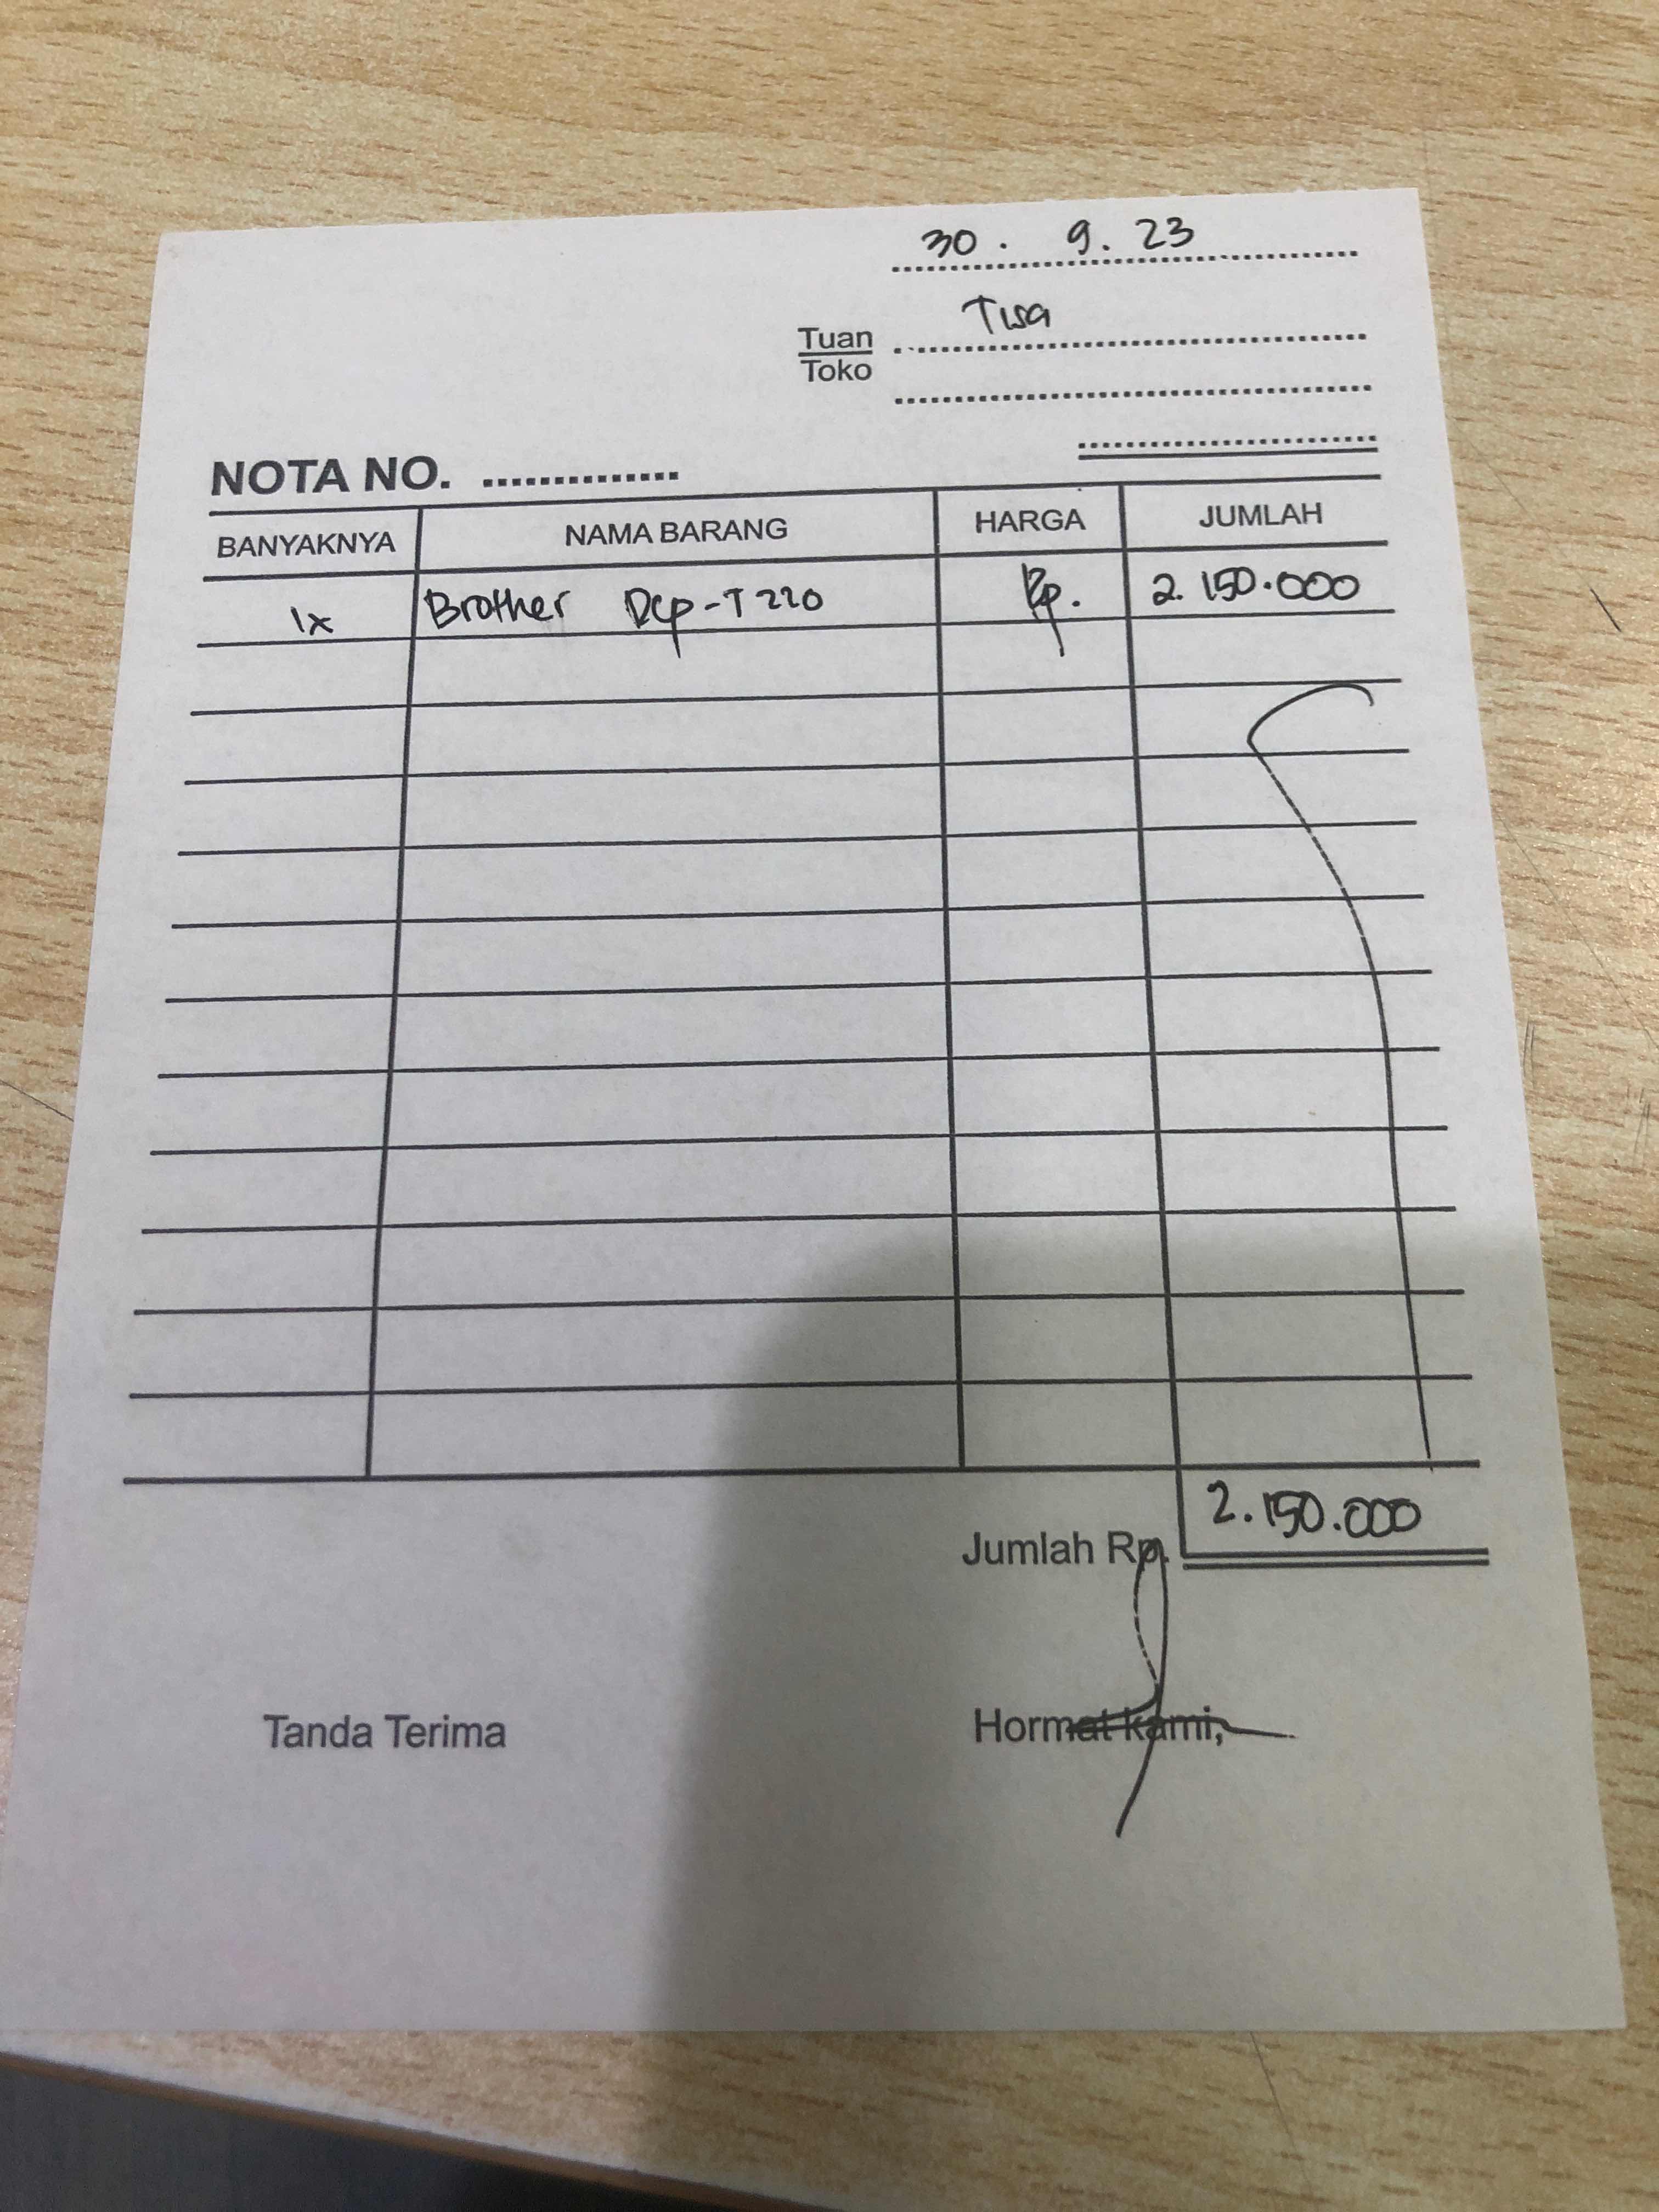 30. 9. 23
Tuan Tisa
Toko
NOTA NO. ..............
BANYAKNYA NAMA BARANG HARGA JUMLAH
1x Brother Dcp-T220 Rp. 2.150.000
Jumlah Rp. 2.150.000
Tanda Terima Hormat kami,